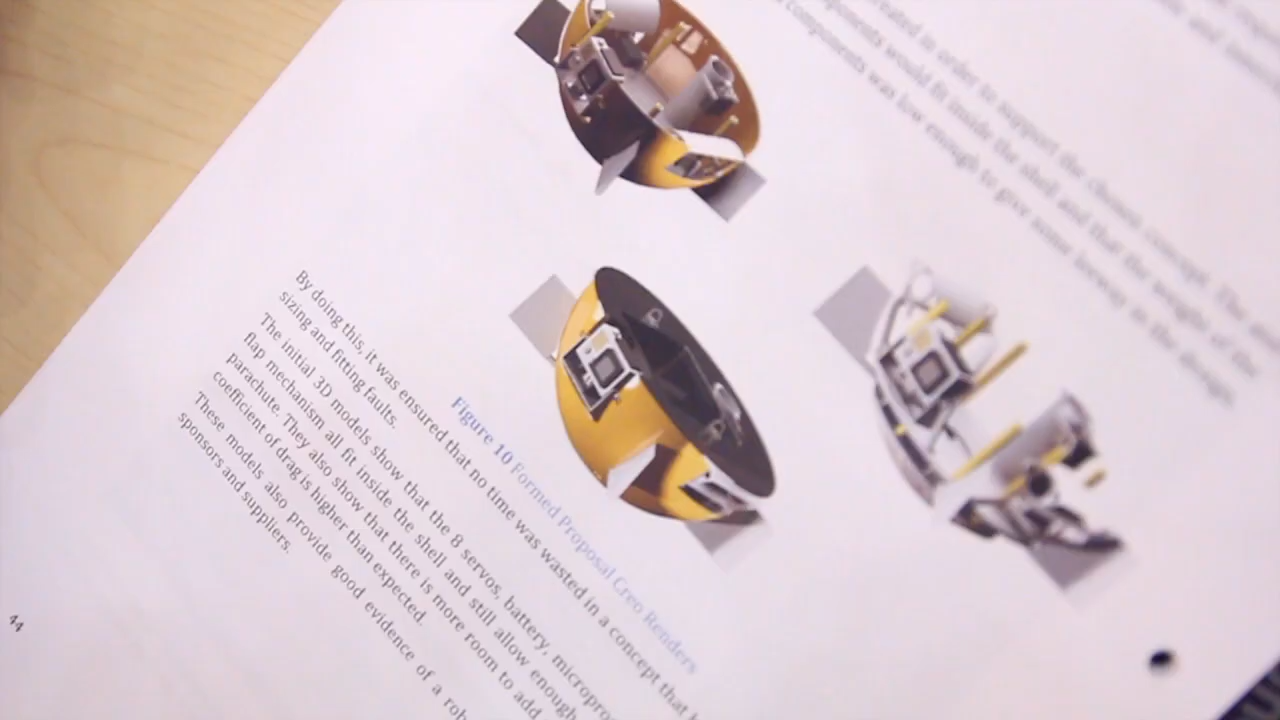 created in order to support the chosen concept. The
components would fit inside the shell and that the weight of the
components was low enough to give some leeway in the design.
Figure 10 Formed Proposal Creo Renders
By doing this, it was ensured that no time was wasted in a concept that
sizing and fitting faults.
The initial 3D models show that the 8 servos, battery,
flap mechanism all fit inside the shell and still allow enough
parachute. They also show that there is more room to add
coefficient of drag is higher than expected.
These models also provide good evidence of a
sponsors and suppliers.
44